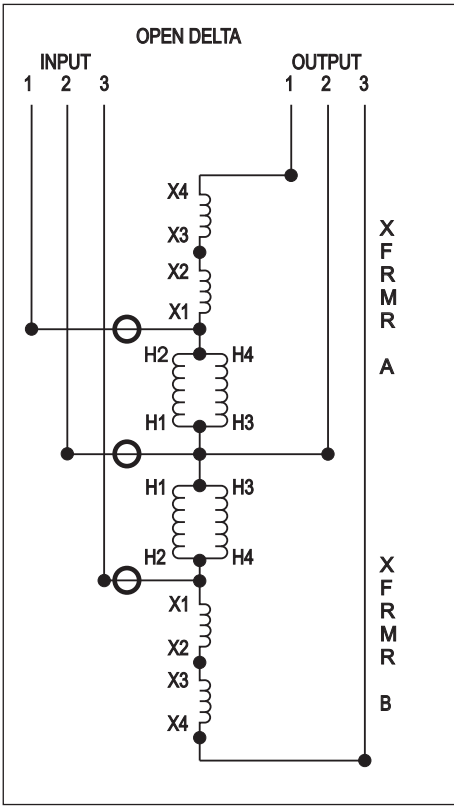 OPEN DELTA
INPUT
OUTPUT
1 2 3
1 2 3
X4
X3
X2
X1
H2 H4
H1 H3
X
F
R
M
R
A
H1 H3
H2 H4
X1
X2
X3
X4
X
F
R
M
R
B